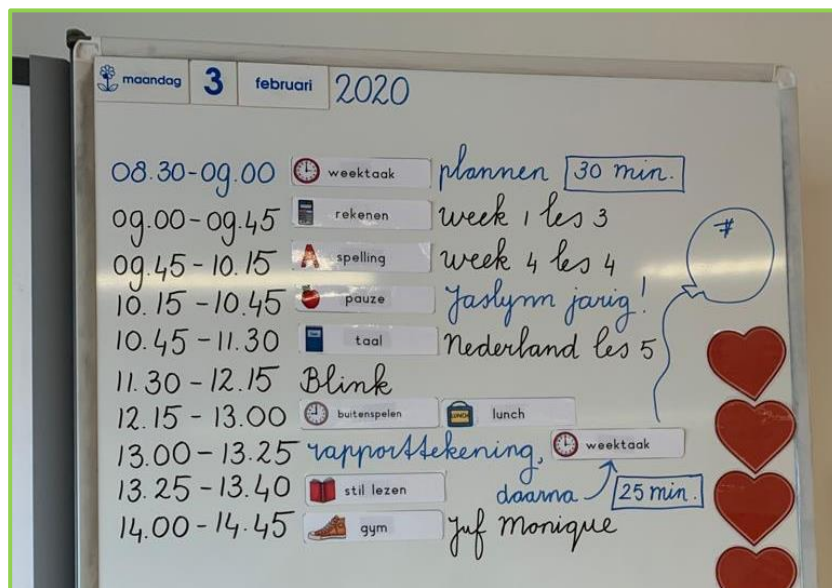 maandag 3 februari 2020
08.30-09.00 weektaak plannen 30 min.
09.00-09.45 rekenen week 1 les 3
09.45-10.15 A spelling week 4 les 4
10.15-10.45 pauze Jaslynn jarig!
10.45-11.30 taal Nederland les 5
11.30-12.15 Blink
12.15-13.00 buitenspelen LUNCH lunch
13.00-13.25 rapporttekening, weektaak
13.25-13.40 stil lezen daarna 25 min.
14.00-14.45 gym Juf Monique